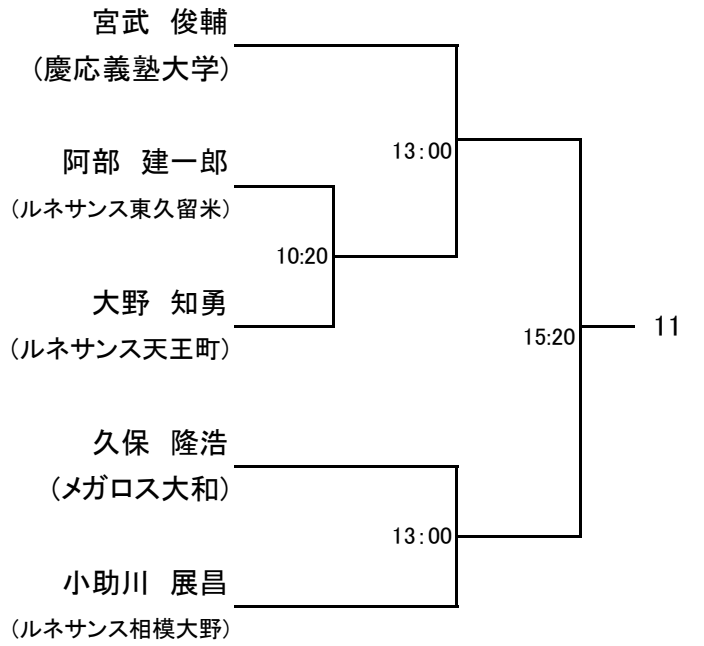 宮武　俊輔
（慶応義塾大学）
13：00
阿部　建一郎
（ルネサンス東久留米）
10:20
大野　知勇
（ルネサンス天王町）
15:20
11
久保　隆浩
（メガロス大和）
13：00
小助川　展昌
（ルネサンス相模大野）